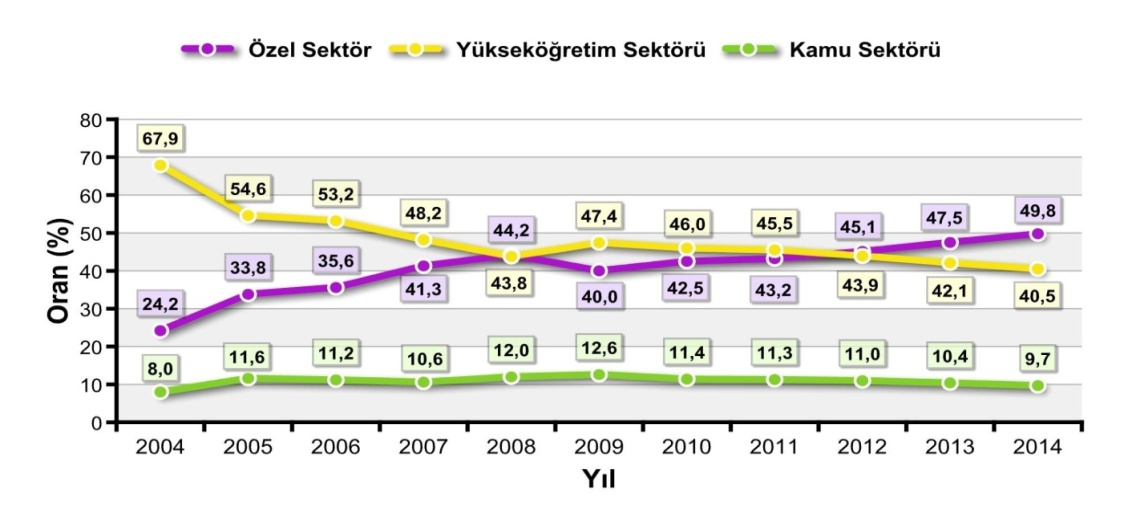 Özel Sektör Yükseköğretim Sektörü Kamu Sektörü
Oran (%)
80
70
60
50
40
30
20
10
0
67,9 54,6 53,2 48,2 43,8 47,4 46,0 45,5 43,9 42,1 40,5
24,2 33,8 35,6 41,3 44,2 40,0 42,5 43,2 45,1 47,5 49,8
8,0 11,6 11,2 10,6 12,0 12,6 11,4 11,3 11,0 10,4 9,7
2004 2005 2006 2007 2008 2009 2010 2011 2012 2013 2014
Yıl